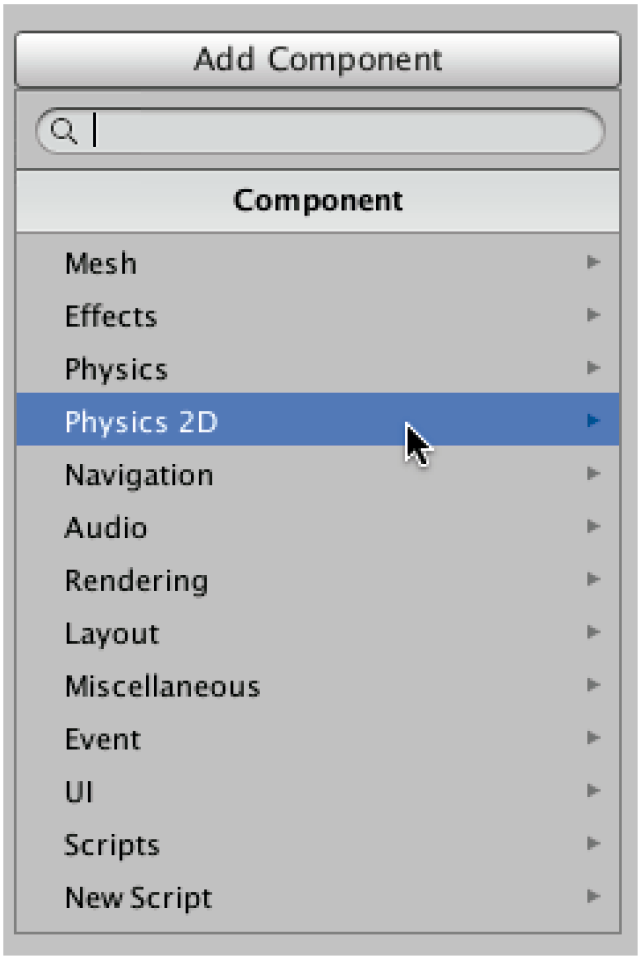 Add Component
Component
Mesh
Effects
Physics
Physics 2D
Navigation
Audio
Rendering
Layout
Miscellaneous
Event
UI
Scripts
New Script